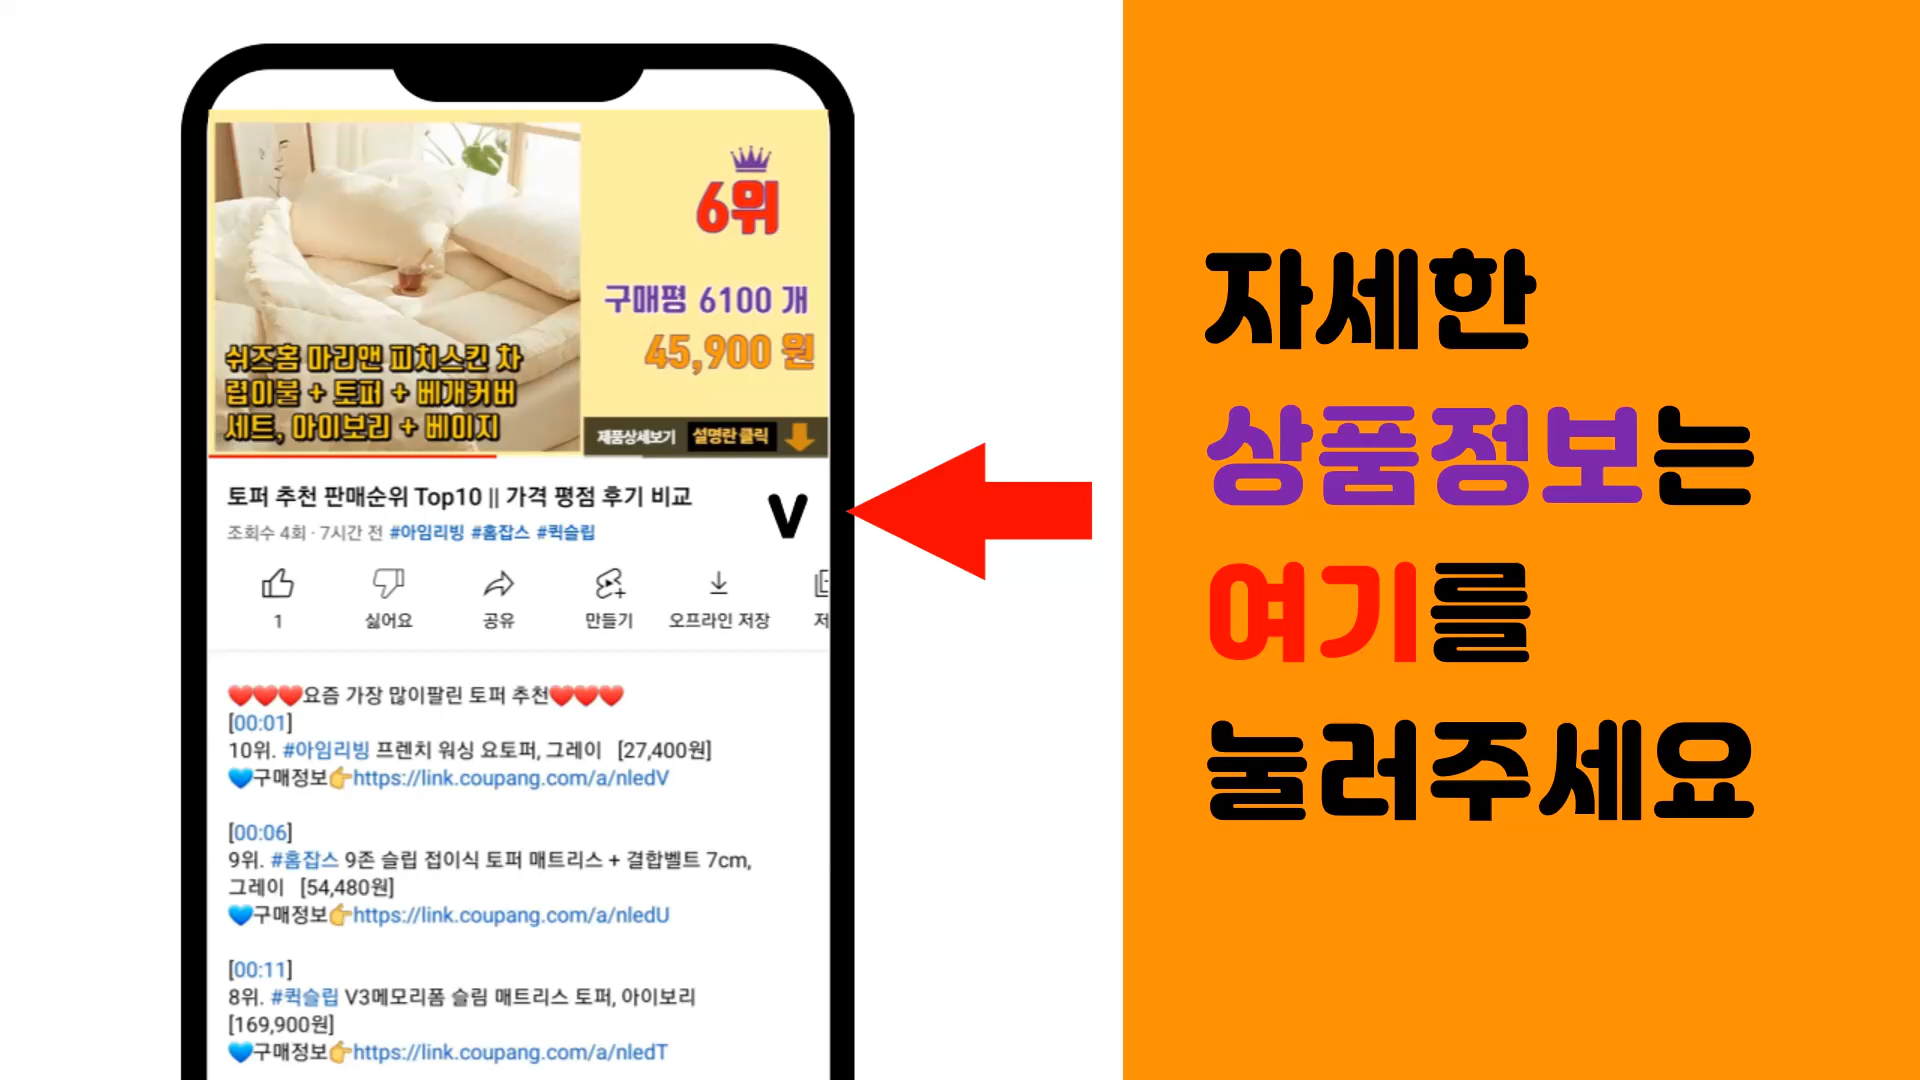 6위
구매평 6100 개
45,900 원
쉬즈홈 마리앤 피치스킨 차
렵이불 + 토퍼 + 베개커버
세트, 아이보리 + 베이지
제품상세보기 설명란 클릭
토퍼 추천 판매순위 Top10 || 가격 평점 후기 비교
V
조회수 4회 · 7시간 전 #아임리빙 #홈잡스 #퀵슬립
1 싫어요 공유 만들기 오프라인 저장 저
❤️❤️❤️요즘 가장 많이팔린 토퍼 추천❤️❤️❤️
[00:01]
10위. #아임리빙 프렌치 워싱 요토퍼, 그레이 [27,400원]
💙구매정보👉https://link.coupang.com/a/nledV
[00:06]
9위. #홈잡스 9존 슬립 접이식 토퍼 매트리스 + 결합벨트 7cm,
그레이 [54,480원]
💙구매정보👉https://link.coupang.com/a/nledU
[00:11]
8위. #퀵슬립 V3메모리폼 슬림 매트리스 토퍼, 아이보리
[169,900원]
💙구매정보👉https://link.coupang.com/a/nledT
자세한
상품정보는
여기를
눌러주세요